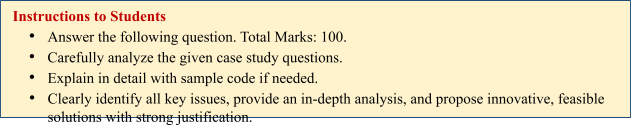 Instructions to Students
• Answer the following question. Total Marks: 100.
• Carefully analyze the given case study questions.
• Explain in detail with sample code if needed.
• Clearly identify all key issues, provide an in-depth analysis, and propose innovative, feasible
solutions with strong justification.